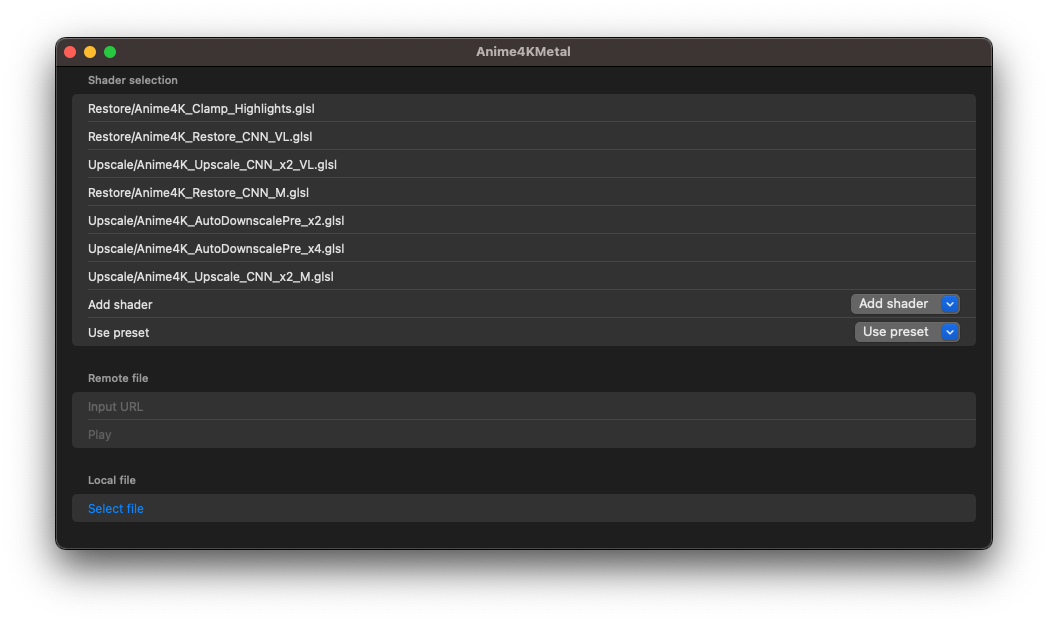 Anime4KMetal
Shader selection
Restore/Anime4K_Clamp_Highlights.glsl
Restore/Anime4K_Restore_CNN_VL.glsl
Upscale/Anime4K_Upscale_CNN_x2_VL.glsl
Restore/Anime4K_Restore_CNN_M.glsl
Upscale/Anime4K_AutoDownscalePre_x2.glsl
Upscale/Anime4K_AutoDownscalePre_x4.glsl
Upscale/Anime4K_Upscale_CNN_x2_M.glsl
Add shader Add shader
Use preset Use preset
Remote file
Input URL
Play
Local file
Select file